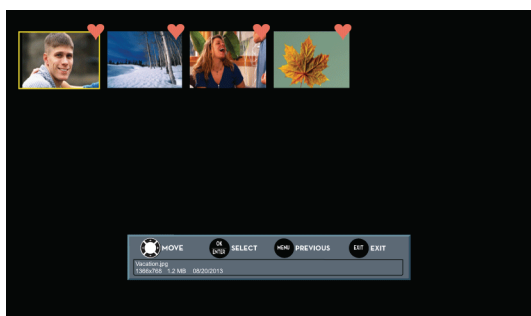 MOVE OK ENTER SELECT MENU PREVIOUS EXIT EXIT
Vacation.jpg
1366x768 1.2 MB 08/20/2013